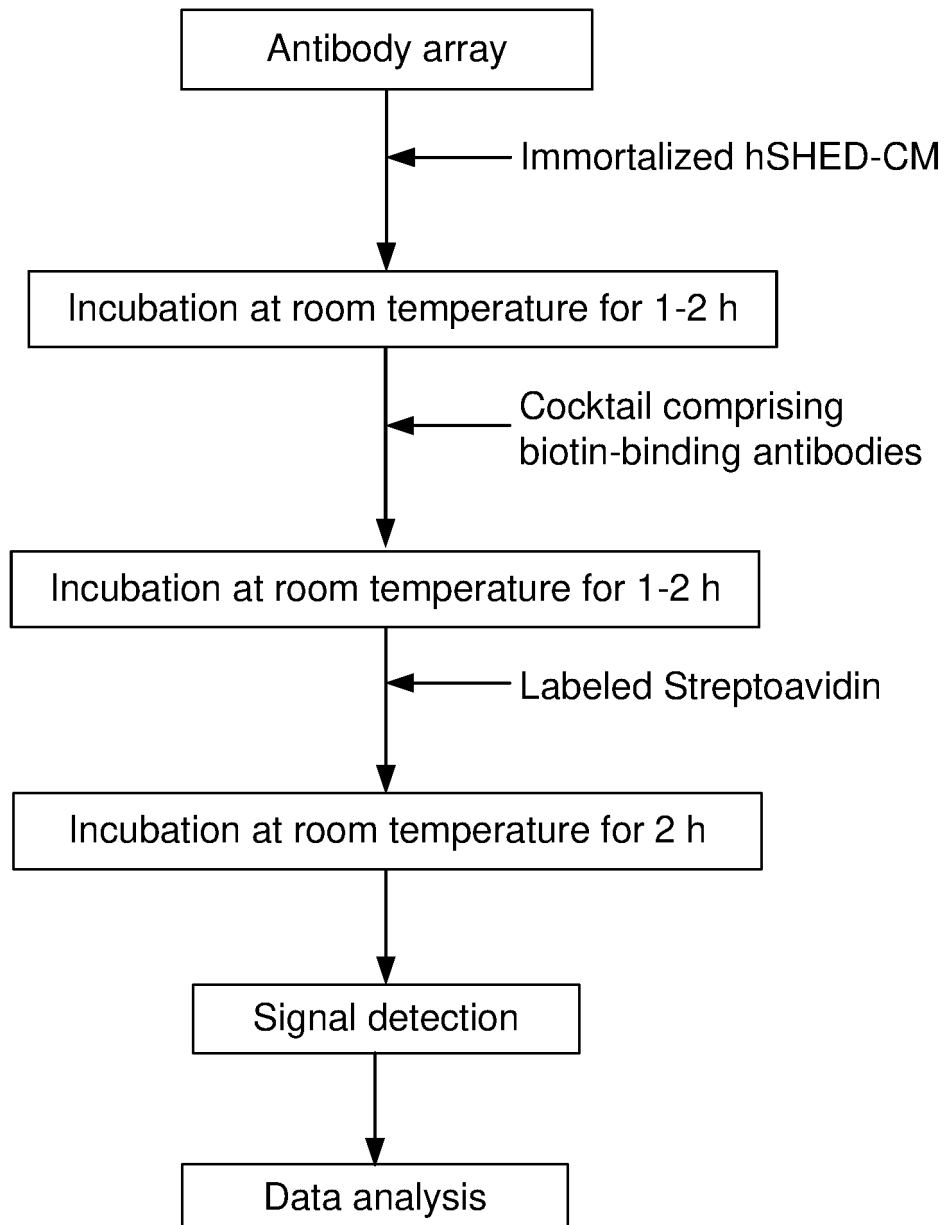 Antibody array
Immortalized hSHED-CM
Incubation at room temperature for 1-2 h
Cocktail comprising
biotin-binding antibodies
Incubation at room temperature for 1-2 h
Labeled Streptoavidin
Incubation at room temperature for 2 h
Signal detection
Data analysis